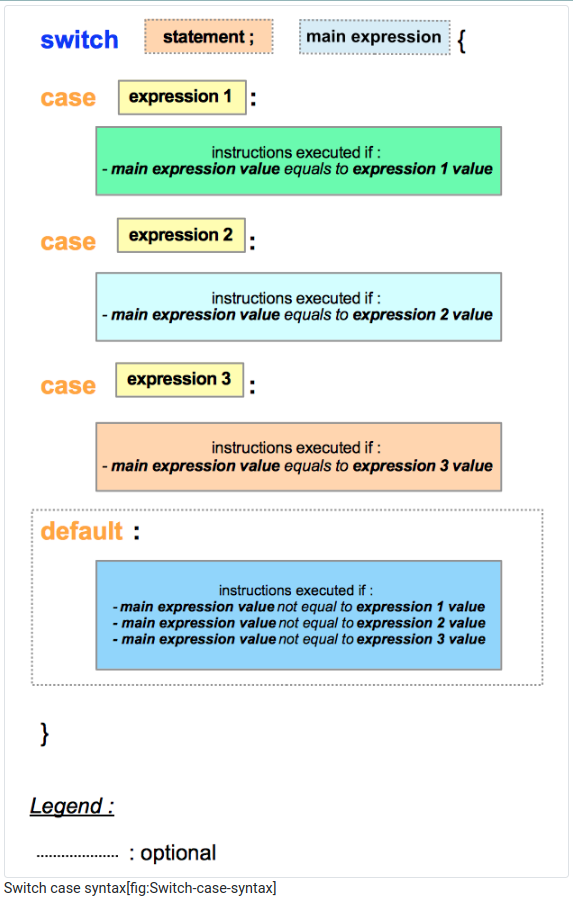 switch statement ; main expression {
case expression 1 :
instructions executed if :
- main expression value equals to expression 1 value
case expression 2 :
instructions executed if :
- main expression value equals to expression 2 value
case expression 3 :
instructions executed if :
- main expression value equals to expression 3 value
default :
instructions executed if :
- main expression value not equal to expression 1 value
- main expression value not equal to expression 2 value
- main expression value not equal to expression 3 value
}
Legend :
.................... : optional
Switch case syntax[fig:Switch-case-syntax]